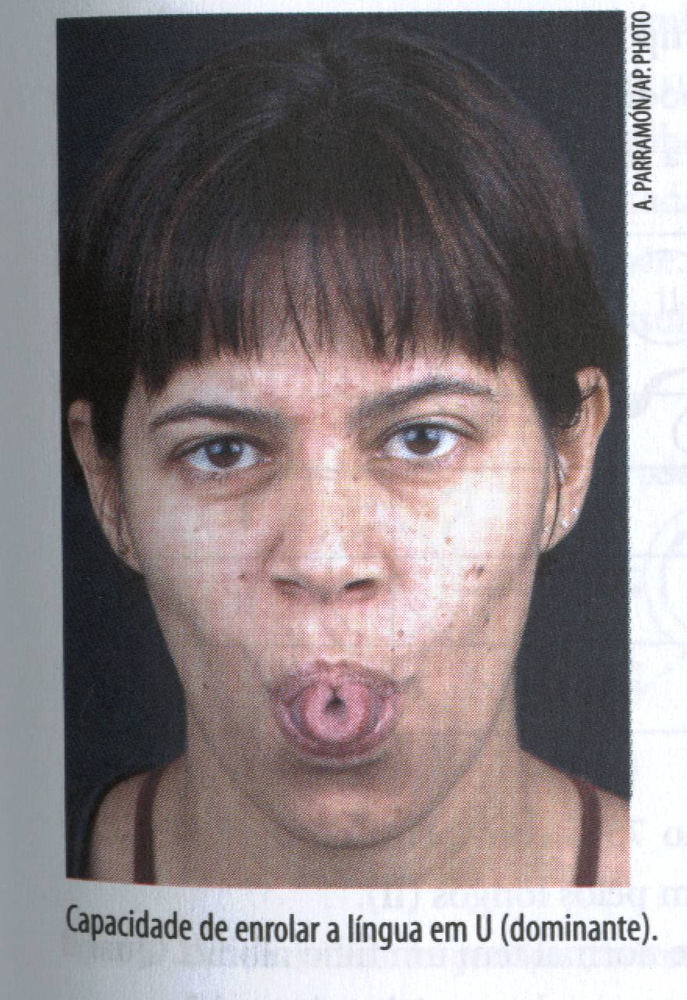 A. PARRAMÓN/AP. PHOTO
Capacidade de enrolar a língua em U (dominante).